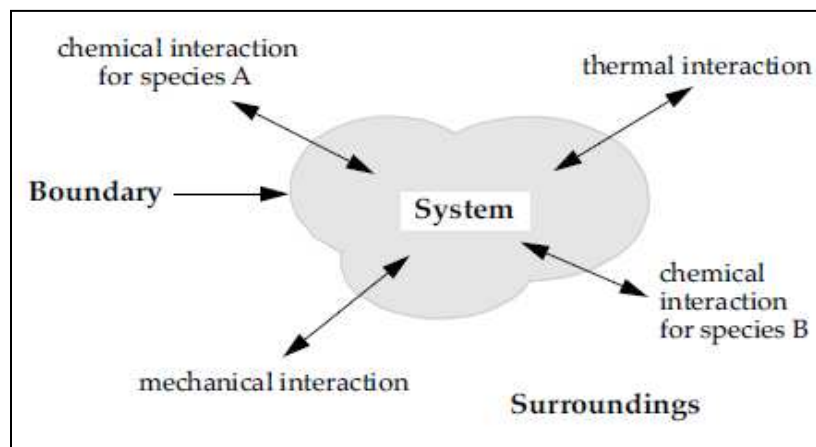 chemical interaction
for species A
thermal interaction
Boundary
System
chemical
interaction
for species B
mechanical interaction
Surroundings